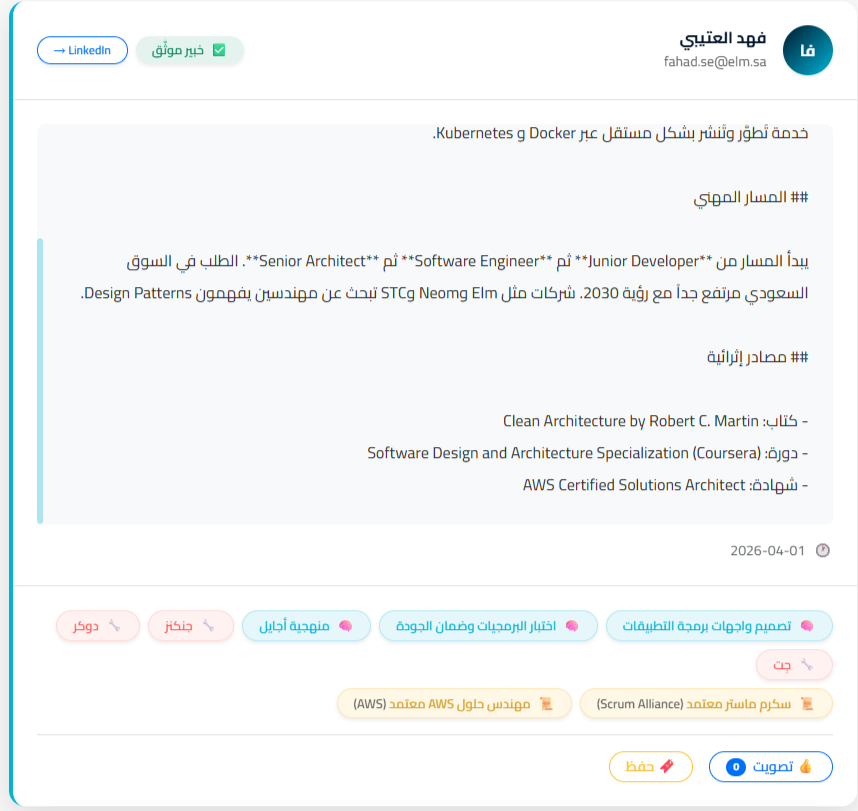 فا
فهد العتيبي
fahad.se@elm.sa
خبير موثّق
LinkedIn →
خدمة تُطوَّر وتُنشر بشكل مستقل عبر Docker و Kubernetes.
## المسار المهني
يبدأ المسار من **Junior Developer** ثم **Software Engineer** ثم **Senior Architect**. الطلب في السوق
السعودي مرتفع جداً مع رؤية 2030. شركات مثل Elm وNeom وSTC تبحث عن مهندسين يفهمون Design Patterns.
## مصادر إثرائية
- كتاب: Clean Architecture by Robert C. Martin
- دورة: Software Design and Architecture Specialization (Coursera)
- شهادة: AWS Certified Solutions Architect
2026-04-01
تصميم واجهات برمجة التطبيقات
اختبار البرمجيات وضمان الجودة
منهجية أجايل
جنكنز
دوكر
جت
سكرم ماستر معتمد (Scrum Alliance)
مهندس حلول AWS معتمد (AWS)
تصويت 0
حفظ